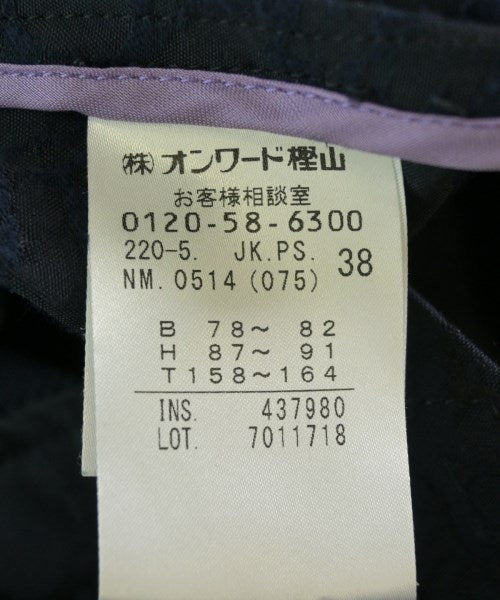 ㈱オンワード樫山
お客様相談室
0120-58-6300
220-5. JK.PS. 38
NM. 0514 (075)
B 78～ 82
H 87～ 91
T 158～164
INS. 437980
LOT. 7011718